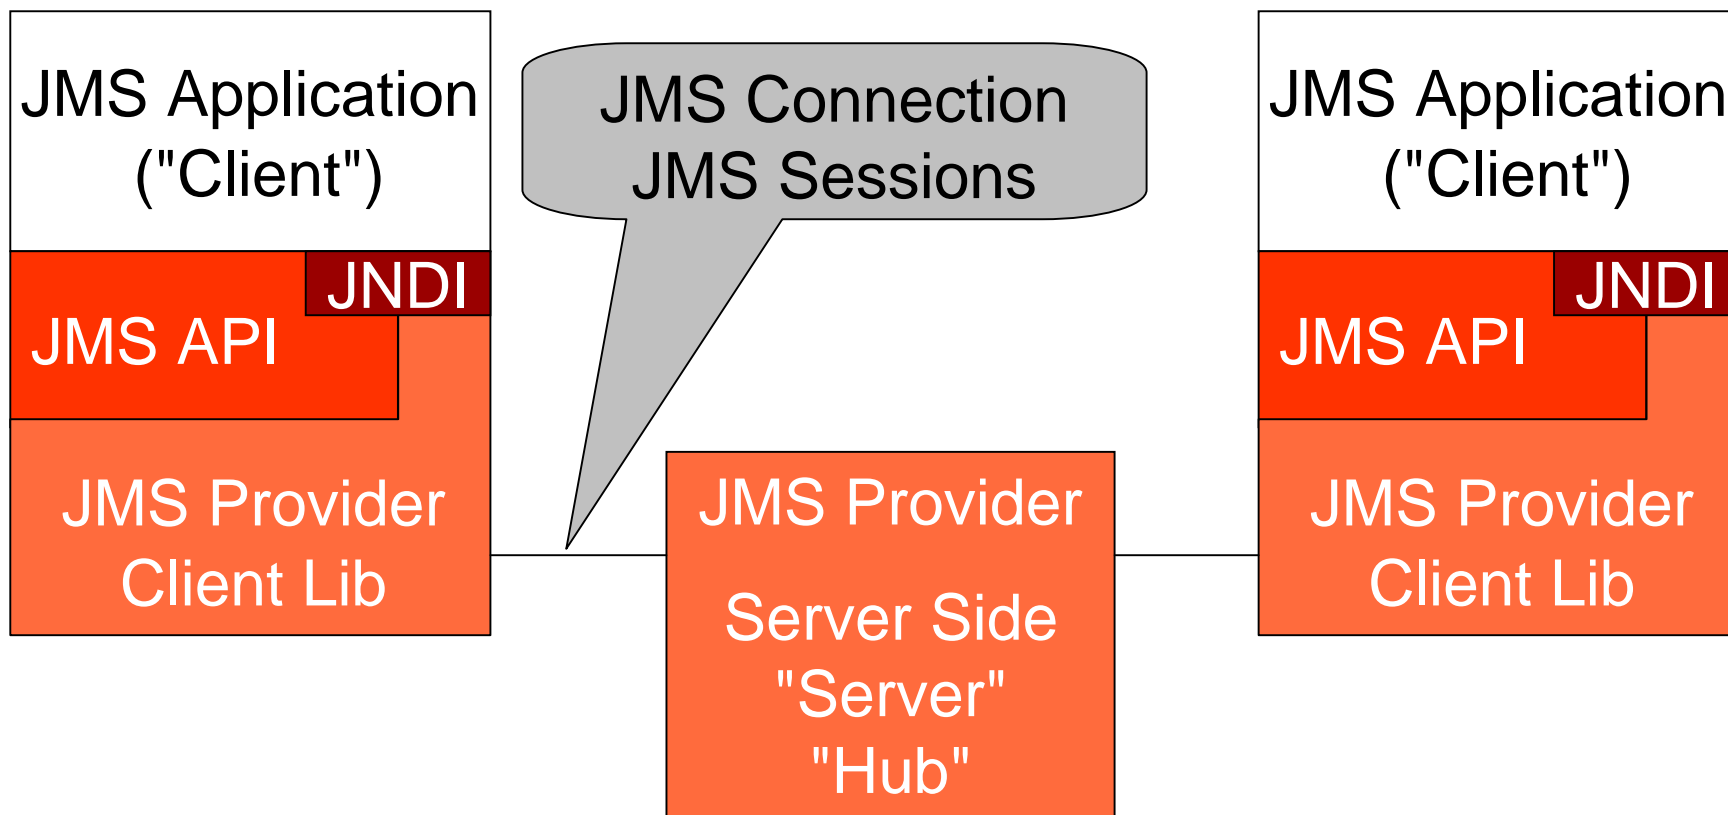 JMS Application
("Client")
JNDI
JMS API
JMS Provider
Client Lib
JMS Connection
JMS Sessions
JMS Provider
Server Side
"Server"
"Hub"
JMS Application
("Client")
JNDI
JMS API
JMS Provider
Client Lib